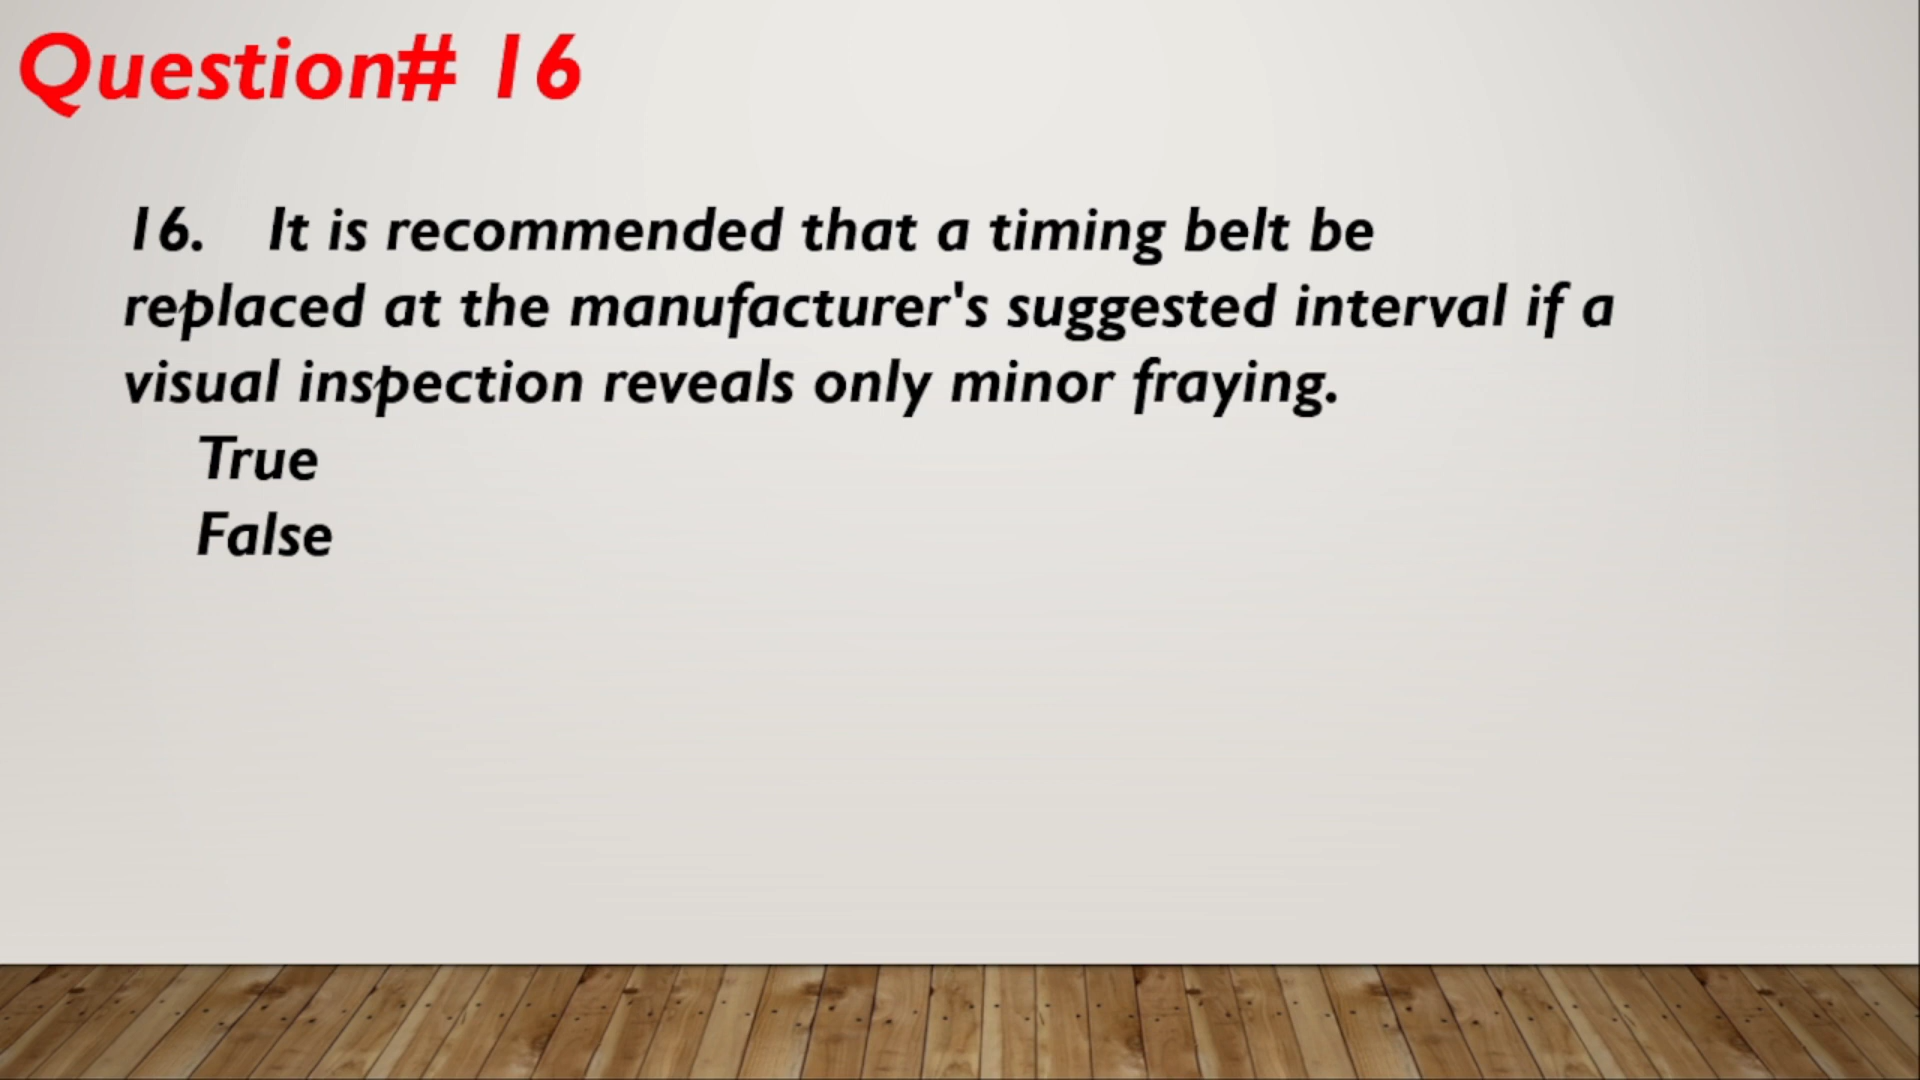 Question# 16
16. It is recommended that a timing belt be
replaced at the manufacturer's suggested interval if a
visual inspection reveals only minor fraying.
True
False